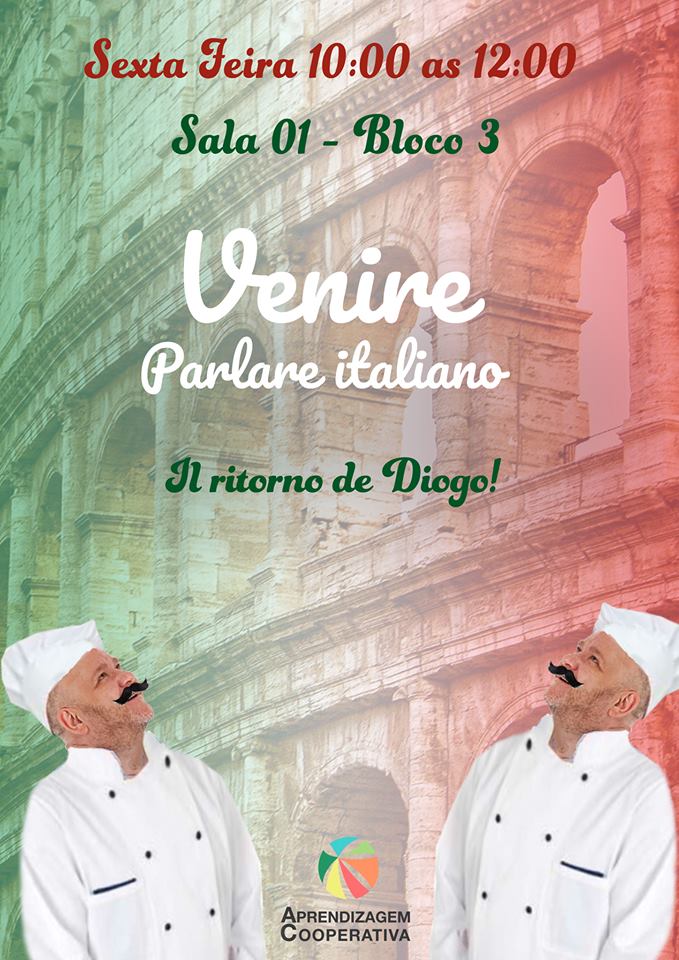 Sexta Feira 10:00 as 12:00
Sala 01 - Bloco 3
Venire
Parlare italiano
Il ritorno de Diogo!
APRENDIZAGEM
COOPERATIVA